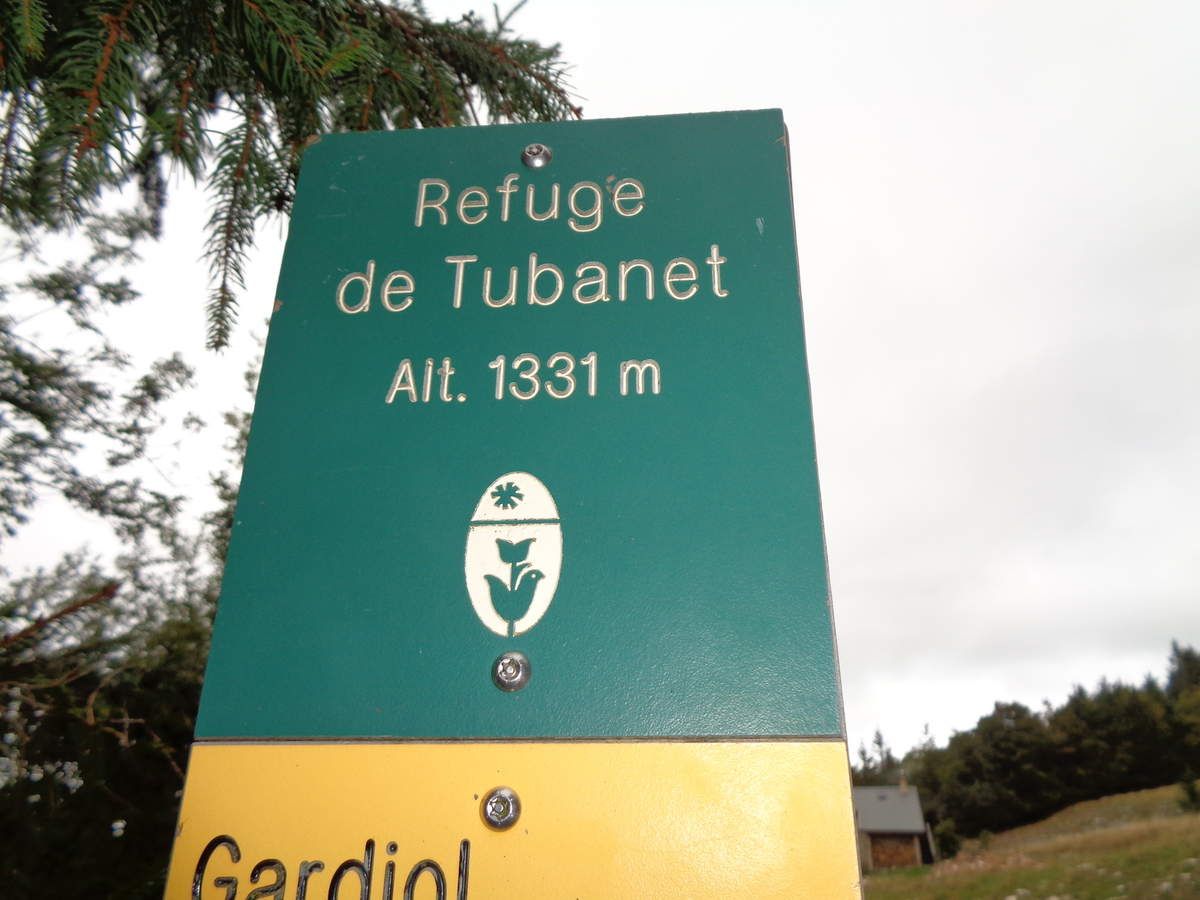 Refuge
de Tubanet
Alt. 1331 m
Gardiol